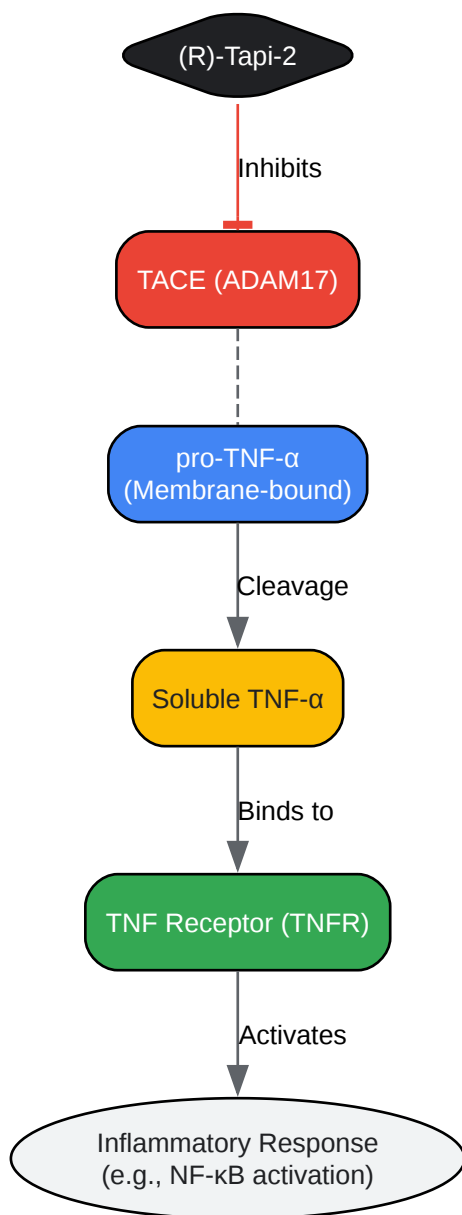 (R)-Tapi-2
Inhibits
TACE (ADAM17)
pro-TNF-α
(Membrane-bound)
Cleavage
Soluble TNF-α
Binds to
TNF Receptor (TNFR)
Activates
Inflammatory Response
(e.g., NF-κB activation)